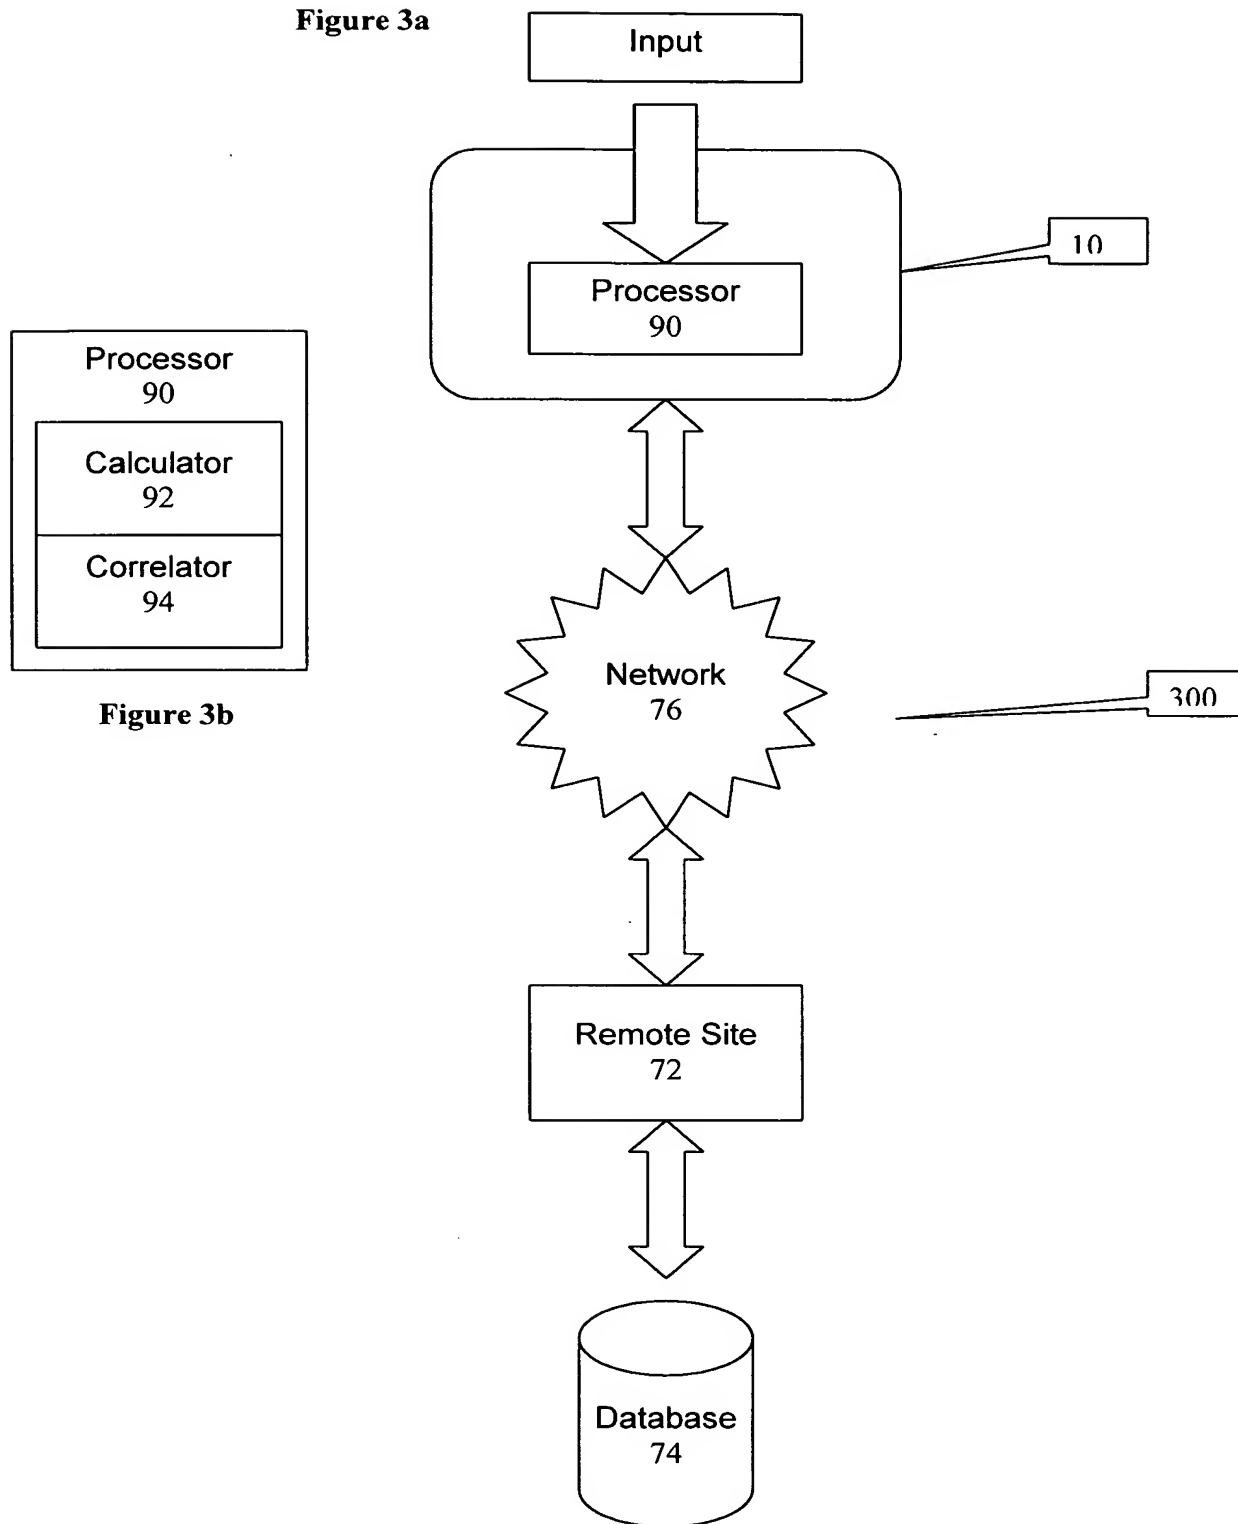 Figure 3a
Input
10
Processor
90
Processor
90
Calculator
92
Correlator
94
Figure 3b
Network
76
300
Remote Site
72
Database
74